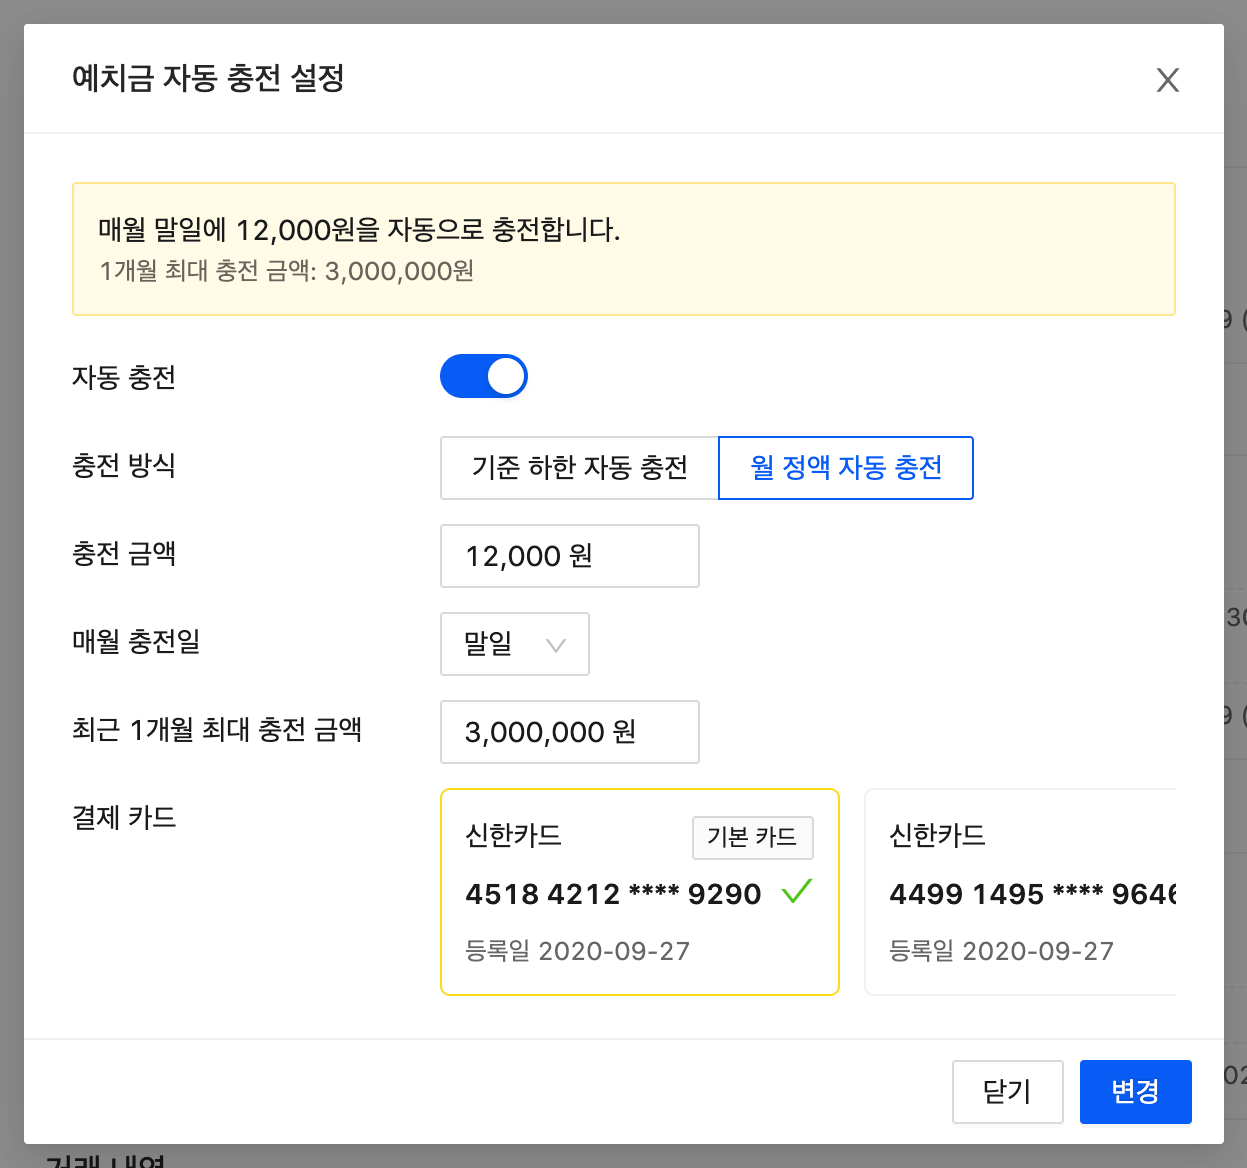 예치금 자동 충전 설정
매월 말일에 12,000원을 자동으로 충전합니다.
1개월 최대 충전 금액: 3,000,000원
자동 충전
충전 방식
기준 하한 자동 충전
월 정액 자동 충전
충전 금액
12,000 원
매월 충전일
말일
최근 1개월 최대 충전 금액
3,000,000 원
결제 카드
신한카드
기본 카드
4518 4212 **** 9290
등록일 2020-09-27
신한카드
4499 1495 **** 9646
등록일 2020-09-27
닫기
변경
거래 내역